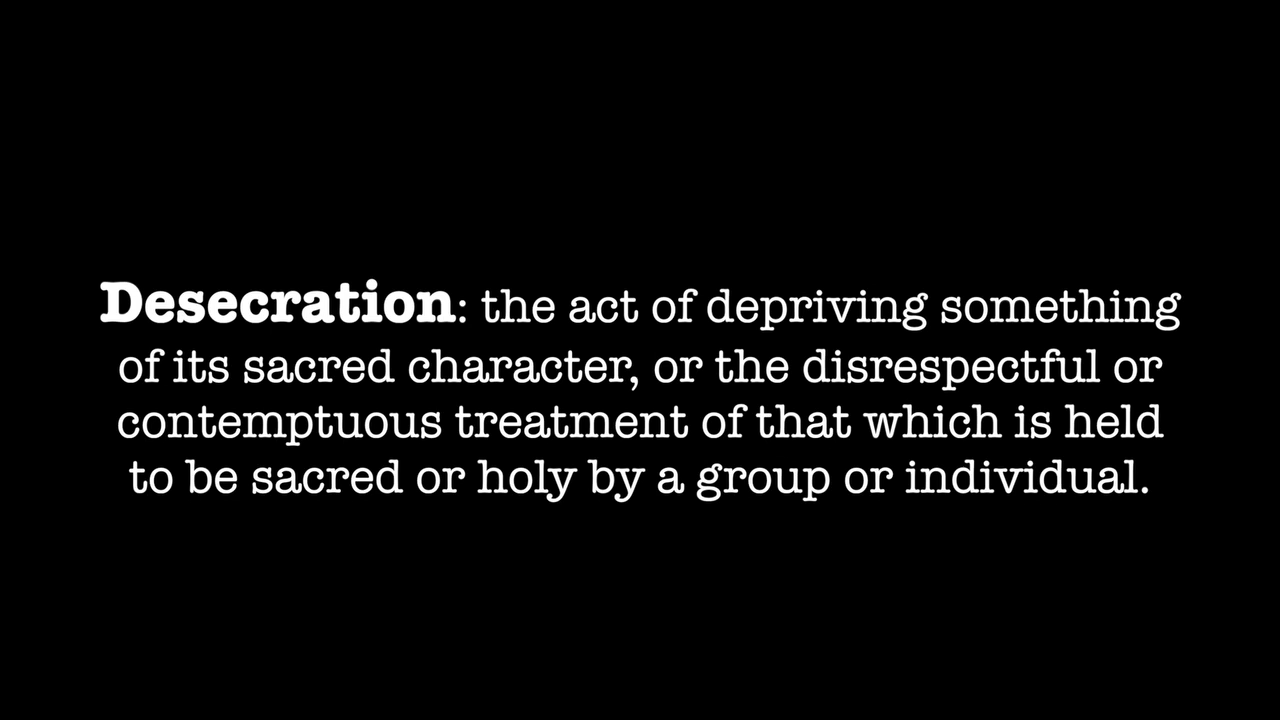 Desecration: the act of depriving something
of its sacred character, or the disrespectful or
contemptuous treatment of that which is held
to be sacred or holy by a group or individual.